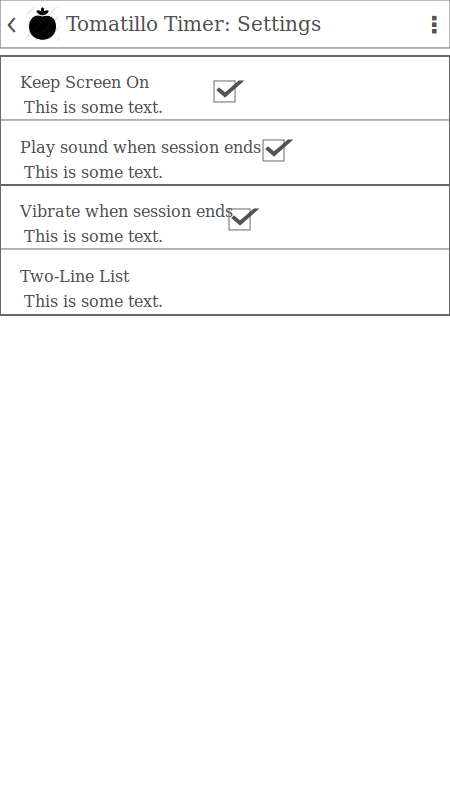 Tomatillo Timer: Settings
Keep Screen On
This is some text.
Play sound when session ends
This is some text.
Vibrate when session ends
This is some text.
Two-Line List
This is some text.